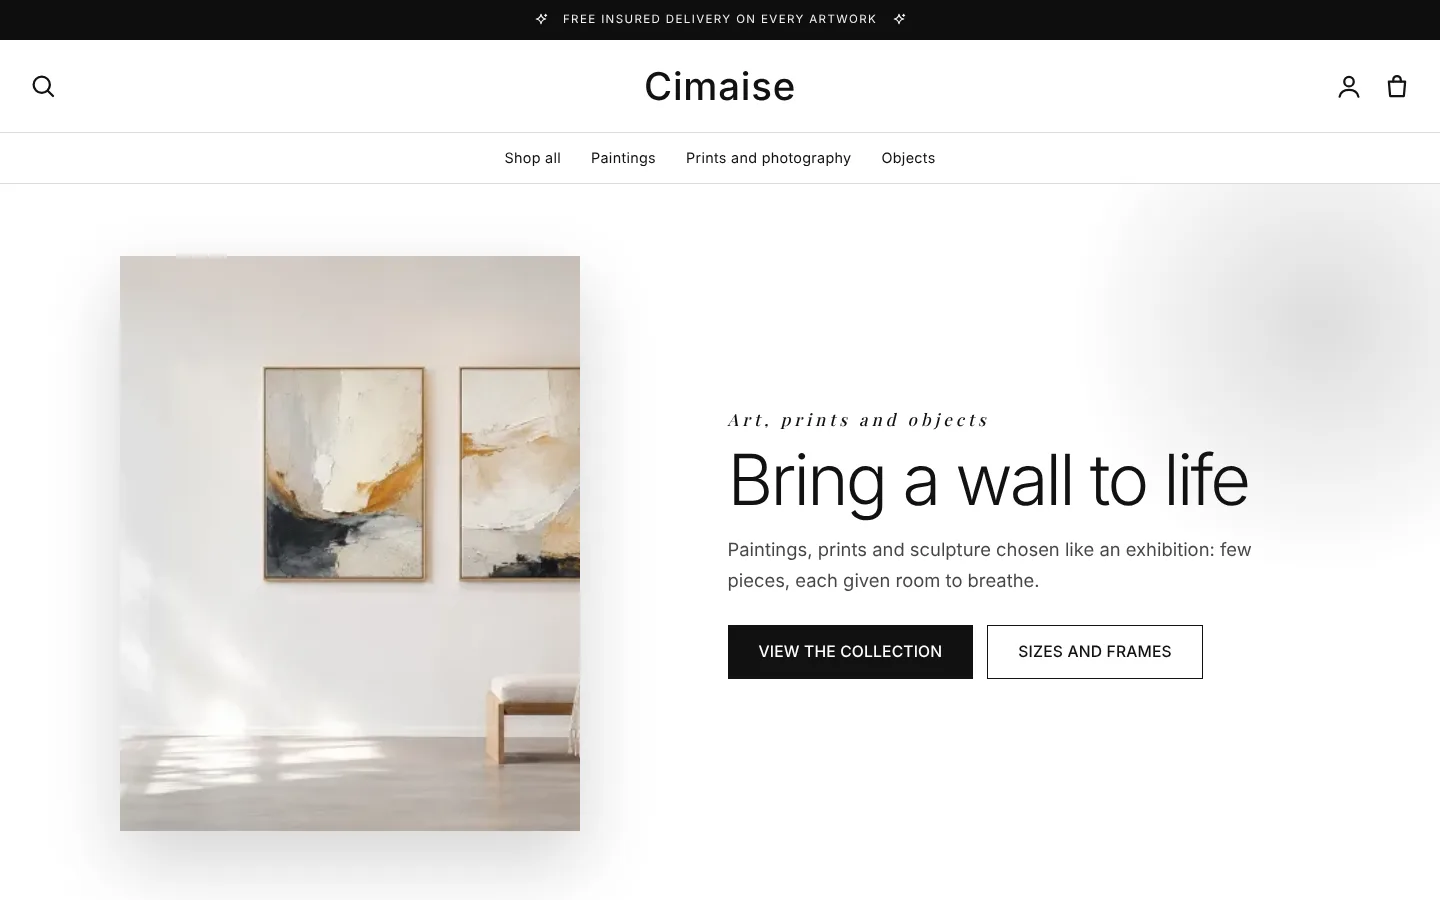 FREE INSURED DELIVERY ON EVERY ARTWORK
Cimaise
Shop all
Paintings
Prints and photography
Objects
Art, prints and objects
Bring a wall to life
Paintings, prints and sculpture chosen like an exhibition: few
pieces, each given room to breathe.
VIEW THE COLLECTION
SIZES AND FRAMES